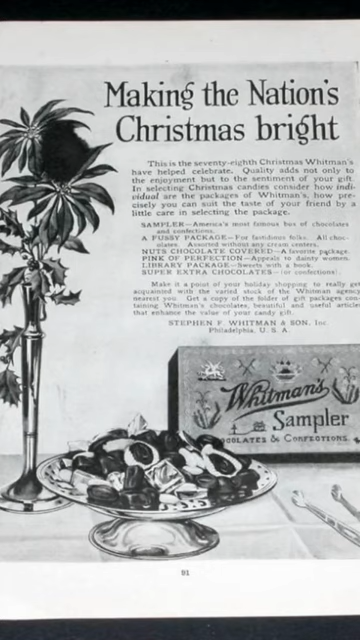 Making the Nation's
Christmas bright
This is the seventy-eighth Christmas Whitman's
have helped celebrate. Quality adds not only to
the enjoyment but to the sentiment of your gift.
In selecting Christmas candies consider how indi-
vidual are the packages of Whitman's, how pre-
cisely you can suit the taste of your friend by a
little care in selecting the package.
SAMPLER—America's most famous box of chocolates
and confections.
A FUSSY PACKAGE—For fastidious folks. All choc-
olates. Assorted without any cream centers.
NUTS CHOCOLATE COVERED—A favorite package.
PINK OF PERFECTION—Appeals to dainty women.
LIBRARY PACKAGE—Sweets with a book.
SUPER EXTRA CHOCOLATES—(or confections).
Make it a point of your holiday shopping to really get
acquainted with the varied stock of the Whitman agency
nearest you. Get a copy of the folder of gift packages con-
taining Whitman's chocolates, beautiful and useful articles
that enhance the value of your candy gift.
STEPHEN F. WHITMAN & SON, Inc.
Philadelphia, U. S. A.
Whitman's
Sampler
CHOCOLATES & CONFECTIONS
91